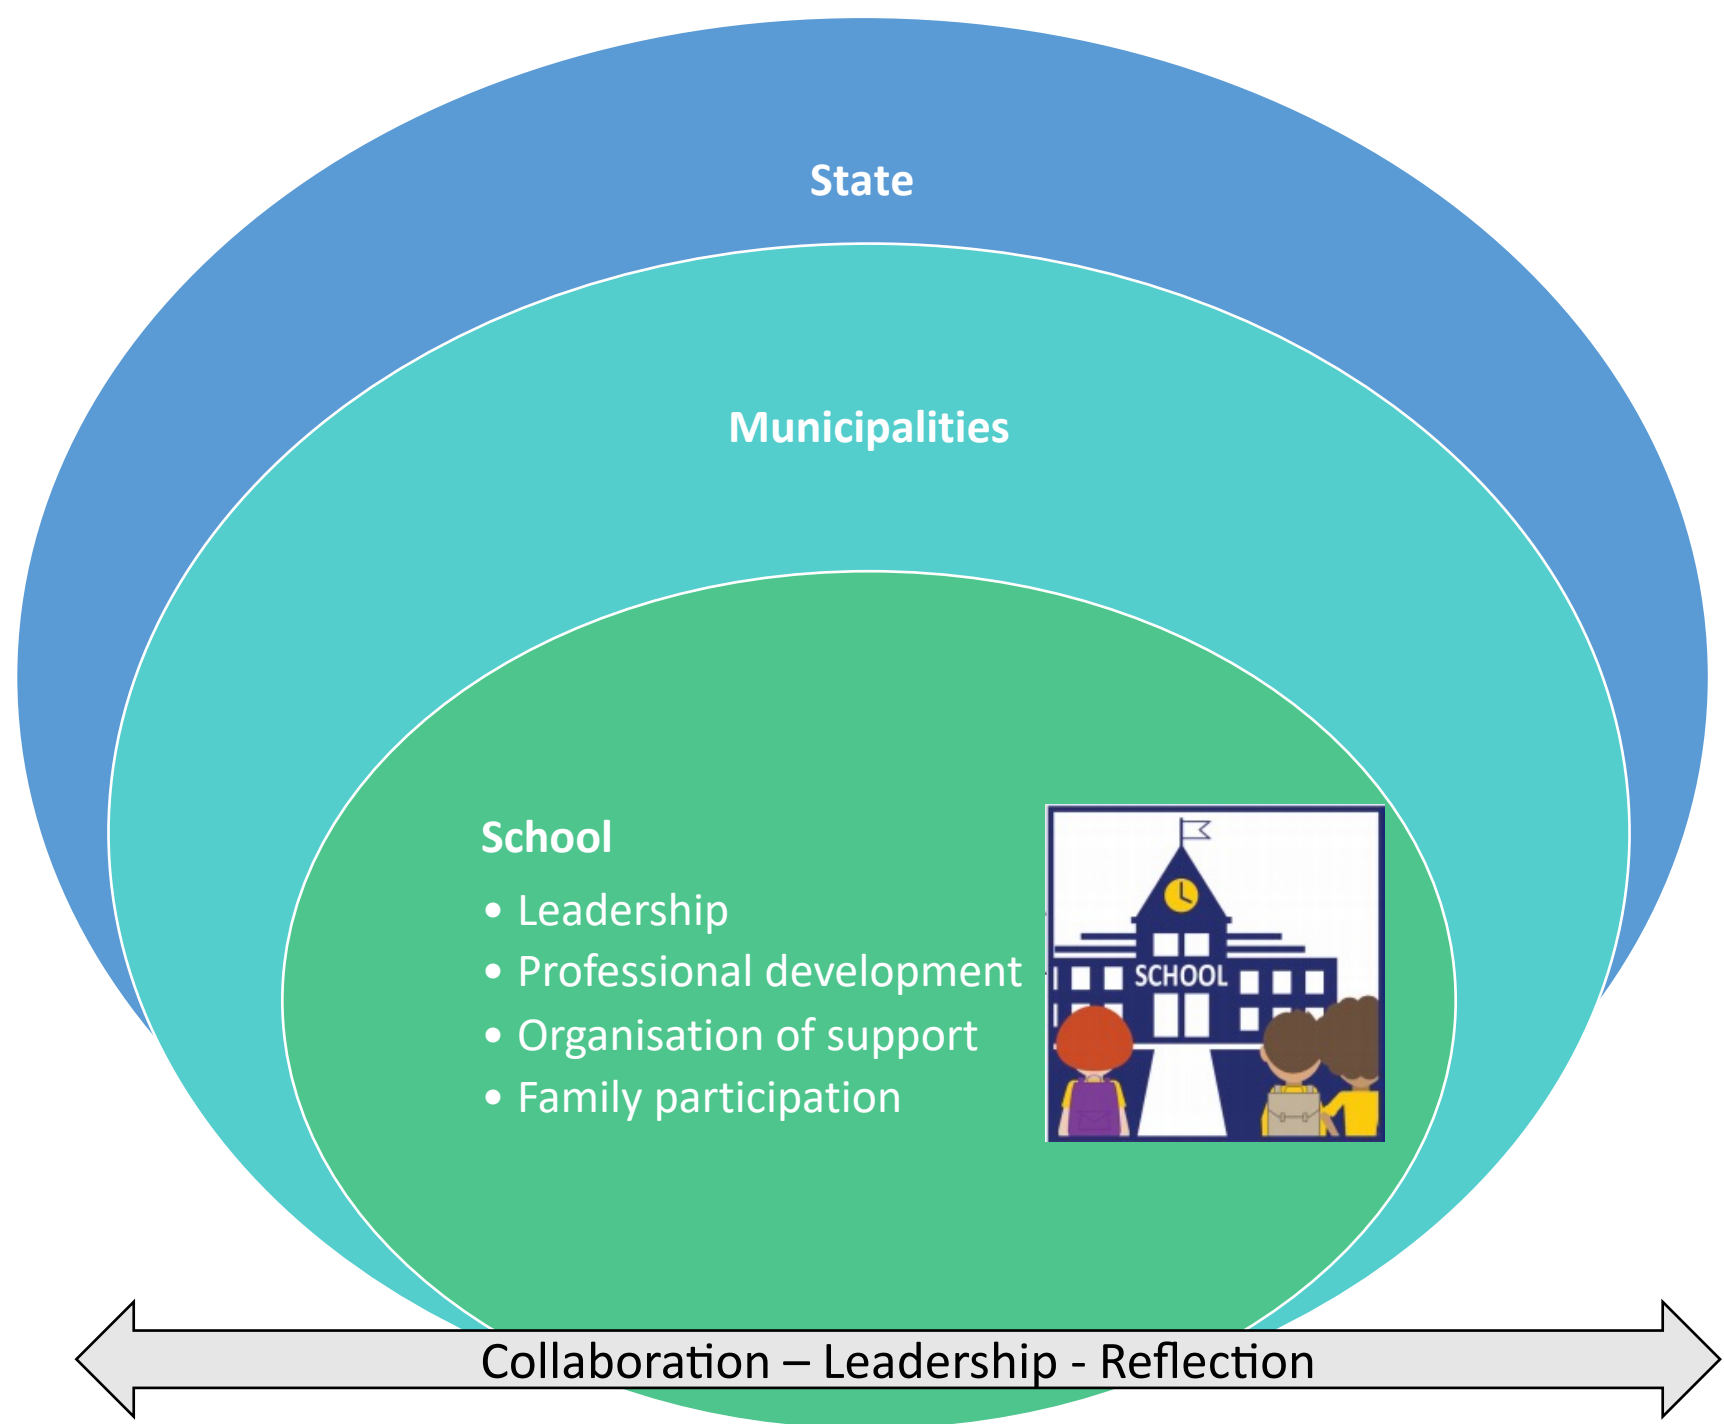 State
Municipalities
School
• Leadership
• Professional development
• Organisation of support
• Family participation
SCHOOL
Collaboration – Leadership - Reflection